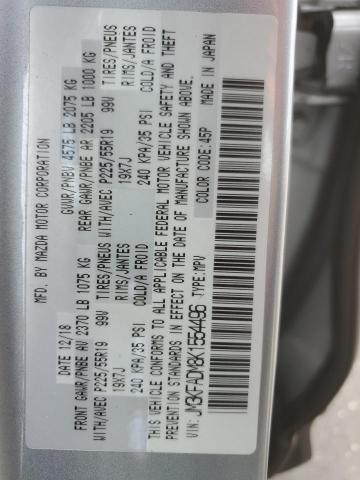 MFD. BY MAZDA MOTOR CORPORATION
DATE 12/18 GVWR/PNBV 4575 LB 2075 KG
FRONT GAWR/PNBE AV 2370 LB 1075 KG REAR GAWR/PNBE AR 2205 LB 1000 KG
WITH/AVEC P225/55R19 99V TIRES/PNEUS WITH/AVEC P225/55R19 99V TIRES/PNEUS
19X7J RIMS/JANTES 19X7J RIMS/JANTES
240 KPA/35 PSI COLD/A FROID 240 KPA/35 PSI COLD/A FROID
THIS VEHICLE CONFORMS TO ALL APPLICABLE FEDERAL MOTOR VEHICLE SAFETY AND THEFT
PREVENTION STANDARDS IN EFFECT ON THE DATE OF MANUFACTURE SHOWN ABOVE.
MADE IN JAPAN
VIN: JM3KFADM8K1554496 TYPE: MPV COLOR CODE: 45P